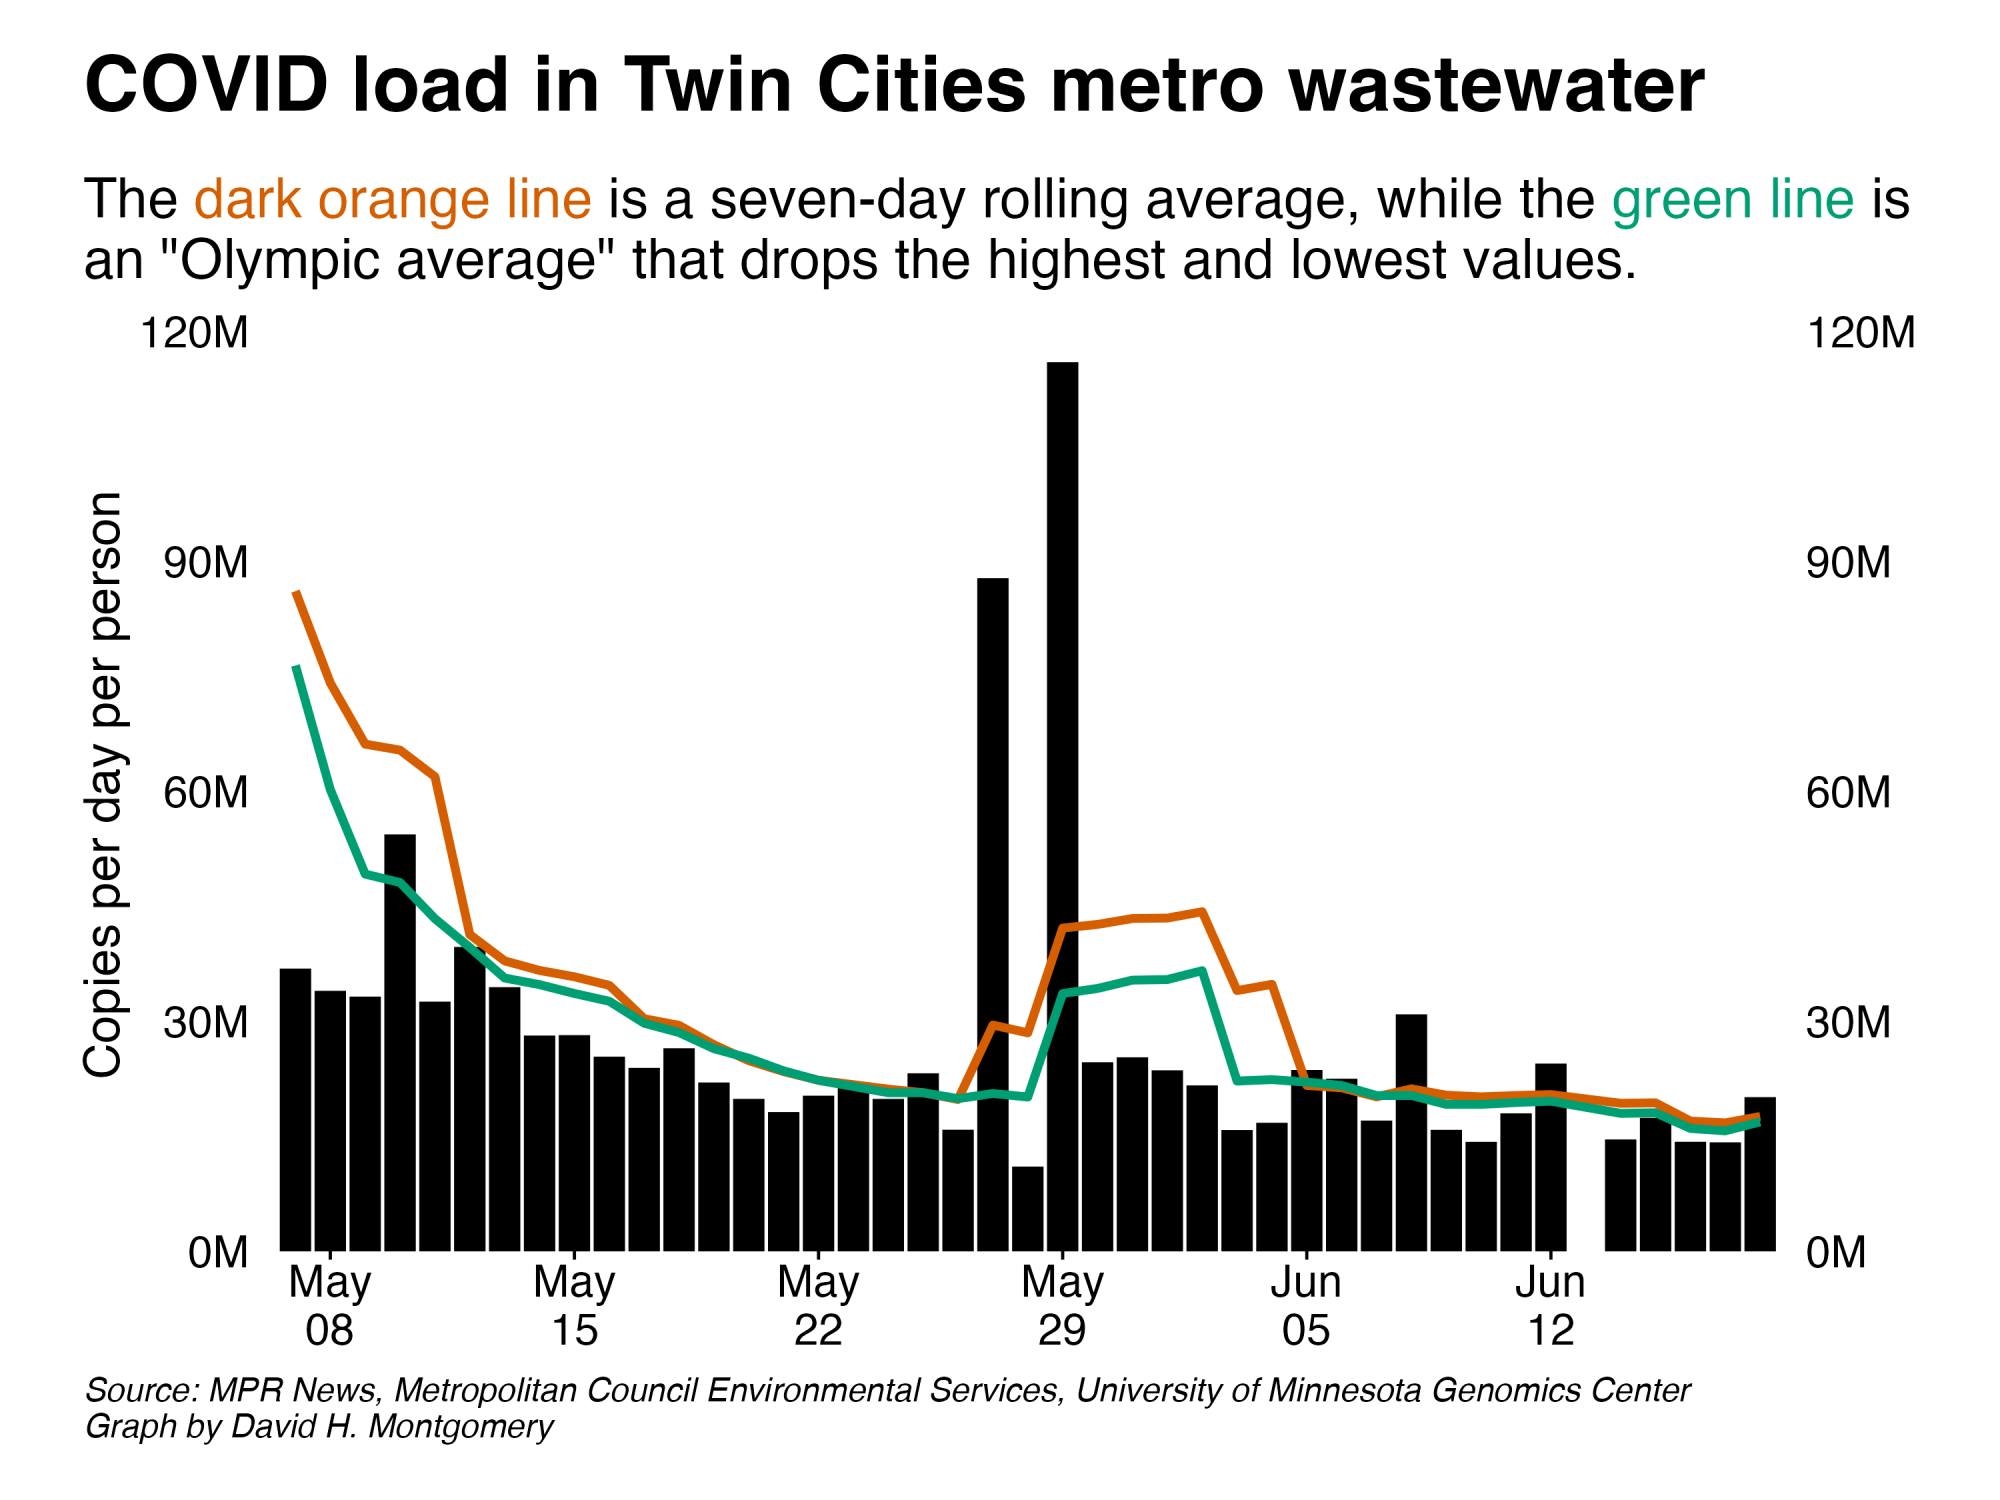 COVID load in Twin Cities metro wastewater
The dark orange line is a seven-day rolling average, while the green line is
an "Olympic average" that drops the highest and lowest values.
120M
120M
90M
90M
60M
60M
30M
30M
0M
0M
Copies per day per person
May
08
May
15
May
22
May
29
Jun
05
Jun
12
Source: MPR News, Metropolitan Council Environmental Services, University of Minnesota Genomics Center
Graph by David H. Montgomery